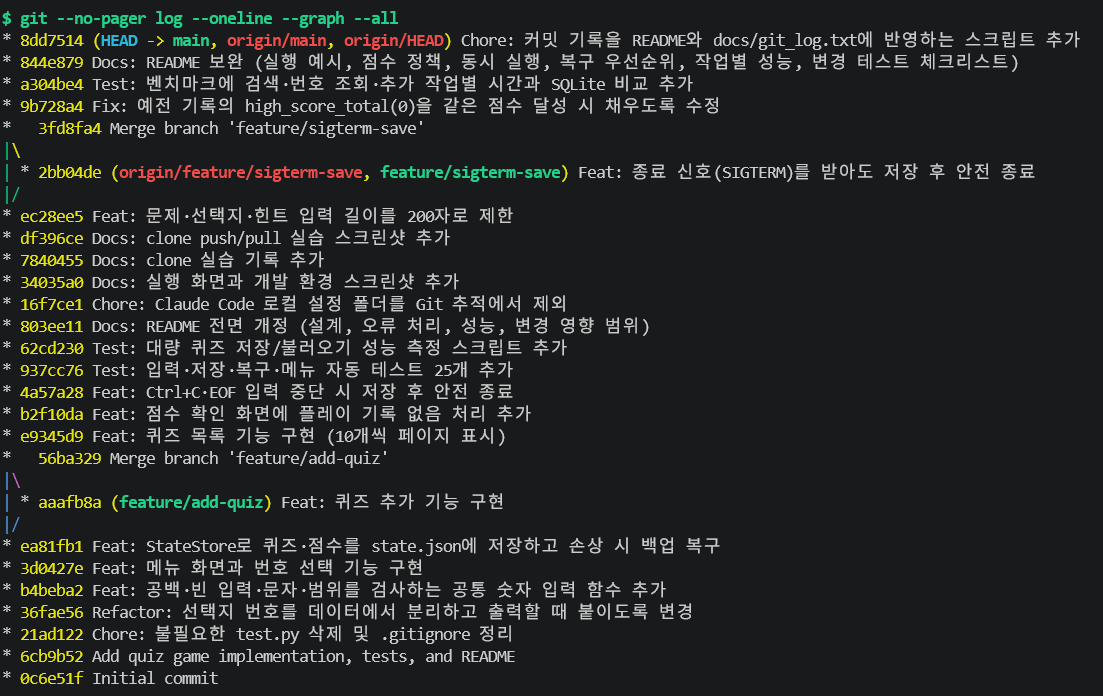 $ git --no-pager log --oneline --graph --all
* 8dd7514 (HEAD -> main, origin/main, origin/HEAD) Chore: 커밋 기록을 README와 docs/git_log.txt에 반영하는 스크립트 추가
* 844e879 Docs: README 보완 (실행 예시, 점수 정책, 동시 실행, 복구 우선순위, 작업별 성능, 변경 테스트 체크리스트)
* a304be4 Test: 벤치마크에 검색·번호 조회·추가 작업별 시간과 SQLite 비교 추가
* 9b728a4 Fix: 예전 기록의 high_score_total(0)을 같은 점수 달성 시 채우도록 수정
*   3fd8fa4 Merge branch 'feature/sigterm-save'
|\
| * 2bb04de (origin/feature/sigterm-save, feature/sigterm-save) Feat: 종료 신호(SIGTERM)를 받아도 저장 후 안전 종료
|/
* ec28ee5 Feat: 문제·선택지·힌트 입력 길이를 200자로 제한
* df396ce Docs: clone push/pull 실습 스크린샷 추가
* 7840455 Docs: clone 실습 기록 추가
* 34035a0 Docs: 실행 화면과 개발 환경 스크린샷 추가
* 16f7ce1 Chore: Claude Code 로컬 설정 폴더를 Git 추적에서 제외
* 803ee11 Docs: README 전면 개정 (설계, 오류 처리, 성능, 변경 영향 범위)
* 62cd230 Test: 대량 퀴즈 저장/불러오기 성능 측정 스크립트 추가
* 937cc76 Test: 입력·저장·복구·메뉴 자동 테스트 25개 추가
* 4a57a28 Feat: Ctrl+C·EOF 입력 중단 시 저장 후 안전 종료
* b2f10da Feat: 점수 확인 화면에 플레이 기록 없음 처리 추가
* e9345d9 Feat: 퀴즈 목록 기능 구현 (10개씩 페이지 표시)
*   56ba329 Merge branch 'feature/add-quiz'
|\
| * aaafb8a (feature/add-quiz) Feat: 퀴즈 추가 기능 구현
|/
* ea81fb1 Feat: StateStore로 퀴즈·점수를 state.json에 저장하고 손상 시 백업 복구
* 3d0427e Feat: 메뉴 화면과 번호 선택 기능 구현
* b4beba2 Feat: 공백·빈 입력·문자·범위를 검사하는 공통 숫자 입력 함수 추가
* 36fae56 Refactor: 선택지 번호를 데이터에서 분리하고 출력할 때 붙이도록 변경
* 21ad122 Chore: 불필요한 test.py 삭제 및 .gitignore 정리
* 6cb9b52 Add quiz game implementation, tests, and README
* 0c6e51f Initial commit